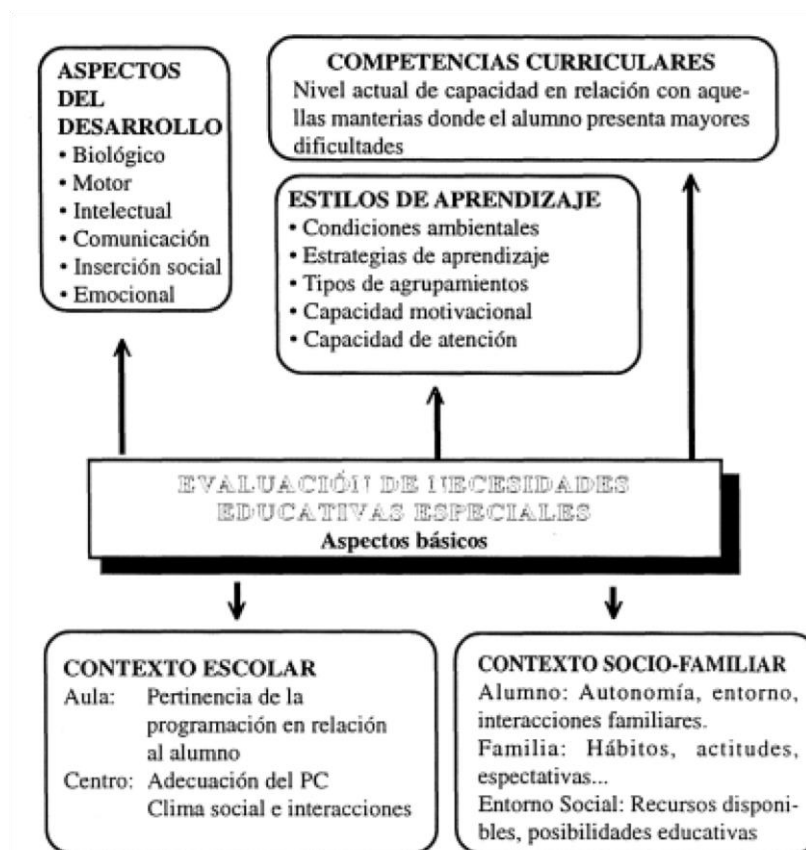 ASPECTOS
DEL
DESARROLLO
• Biológico
• Motor
• Intelectual
• Comunicación
• Inserción social
• Emocional
COMPETENCIAS CURRICULARES
Nivel actual de capacidad en relación con aque-
llas manterias donde el alumno presenta mayores
dificultades
ESTILOS DE APRENDIZAJE
• Condiciones ambientales
• Estrategias de aprendizaje
• Tipos de agrupamientos
• Capacidad motivacional
• Capacidad de atención
EVALUACIÓN DE NECESIDADES
EDUCATIVAS ESPECIALES
Aspectos básicos
CONTEXTO ESCOLAR
Aula: Pertinencia de la
programación en relación
al alumno
Centro: Adecuación del PC
Clima social e interacciones
CONTEXTO SOCIO-FAMILIAR
Alumno: Autonomía, entorno,
interacciones familiares.
Familia: Hábitos, actitudes,
espectativas...
Entorno Social: Recursos disponi-
bles, posibilidades educativas